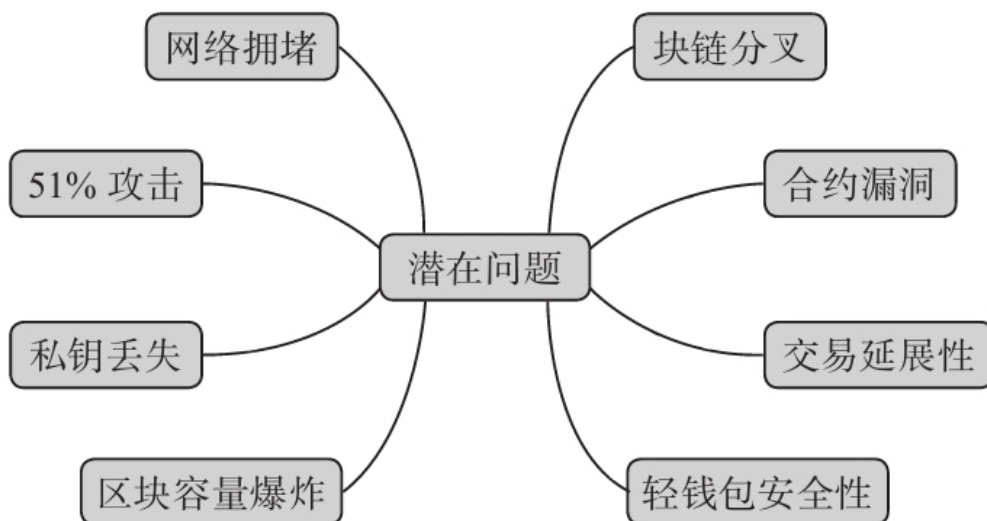 网络拥堵
块链分叉
51% 攻击
合约漏洞
潜在问题
私钥丢失
交易延展性
区块容量爆炸
轻钱包安全性